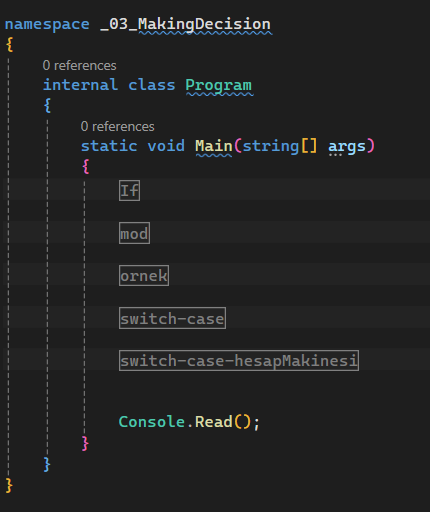 namespace _03_MakingDecision
{
0 references
internal class Program
{
0 references
static void Main(string[] args)
{
If
mod
ornek
switch-case
switch-case-hesapMakinesi
Console.Read();
}
}
}